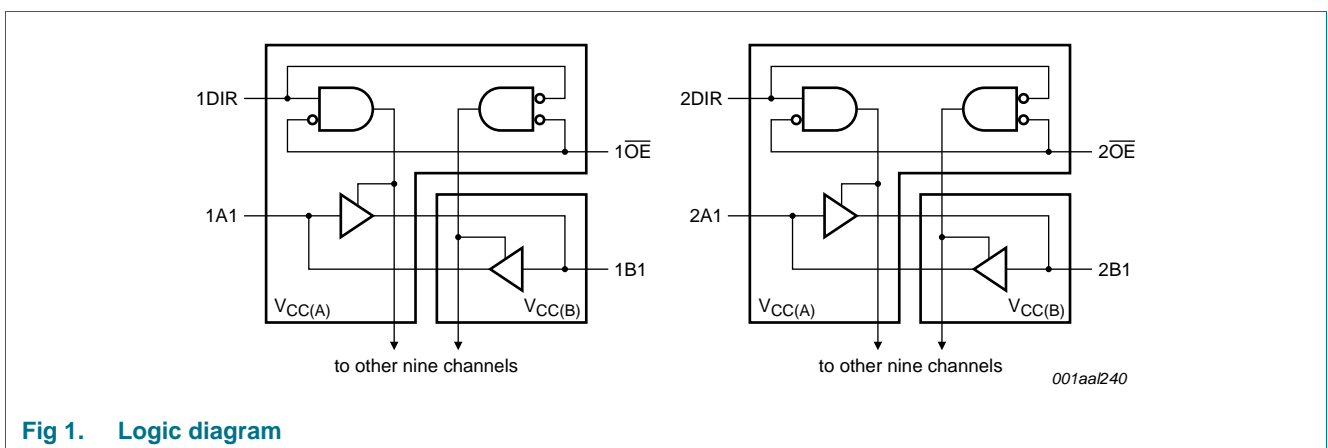 1DIR
1OE
1A1
1B1
VCC(A)
VCC(B)
to other nine channels
2DIR
2OE
2A1
2B1
VCC(A)
VCC(B)
to other nine channels
001aal240
Fig 1. Logic diagram